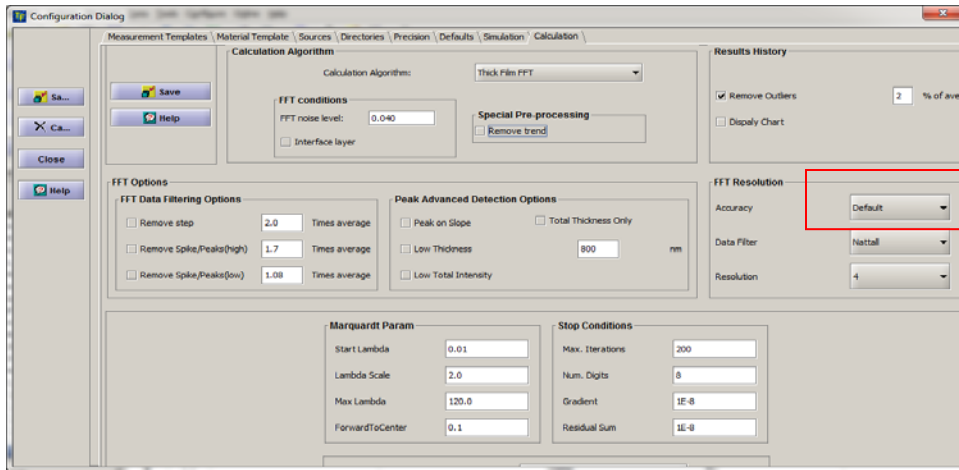 TF Configuration Dialog
Measurement Templates \ Material Template \ Sources \ Directories \ Precision \ Defaults \ Simulation \ Calculation \
Sa...
Ca...
Close
Help
Save
Help
Calculation Algorithm
Calculation Algorithm: Thick Film FFT
FFT conditions
FFT noise level: 0.040
Interface layer
Special Pre-processing
Remove trend
Results History
Remove Outliers 2 % of ave
Dispaly Chart
FFT Options
FFT Data Filtering Options
Remove step 2.0 Times average
Remove Spike/Peaks(high) 1.7 Times average
Remove Spike/Peaks(low) 1.08 Times average
Peak Advanced Detection Options
Peak on Slope Total Thickness Only
Low Thickness 800 nm
Low Total Intensity
FFT Resolution
Accuracy Default
Data Filter Nattall
Resolution 4
Marquardt Param
Start Lambda 0.01
Lambda Scale 2.0
Max Lambda 120.0
ForwardToCenter 0.1
Stop Conditions
Max. Iterations 200
Num. Digits 8
Gradient 1E-8
Residual Sum 1E-8